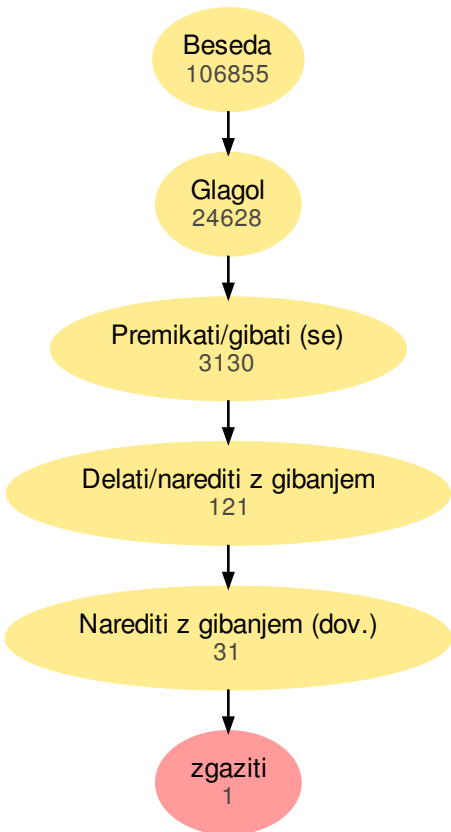 Beseda
106855
Glagol
24628
Premikati/gibati (se)
3130
Delati/narediti z gibanjem
121
Narediti z gibanjem (dov.)
31
zgaziti
1